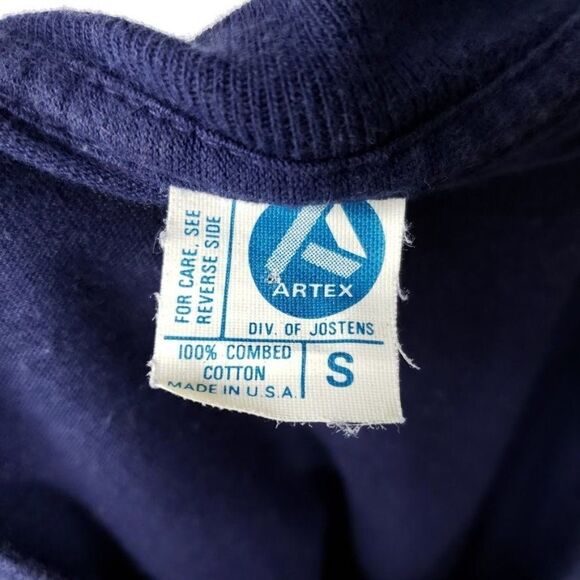 FOR CARE, SEE
REVERSE SIDE
ARTEX
DIV. OF JOSTENS
100% COMBED
COTTON
MADE IN U.S.A.
S